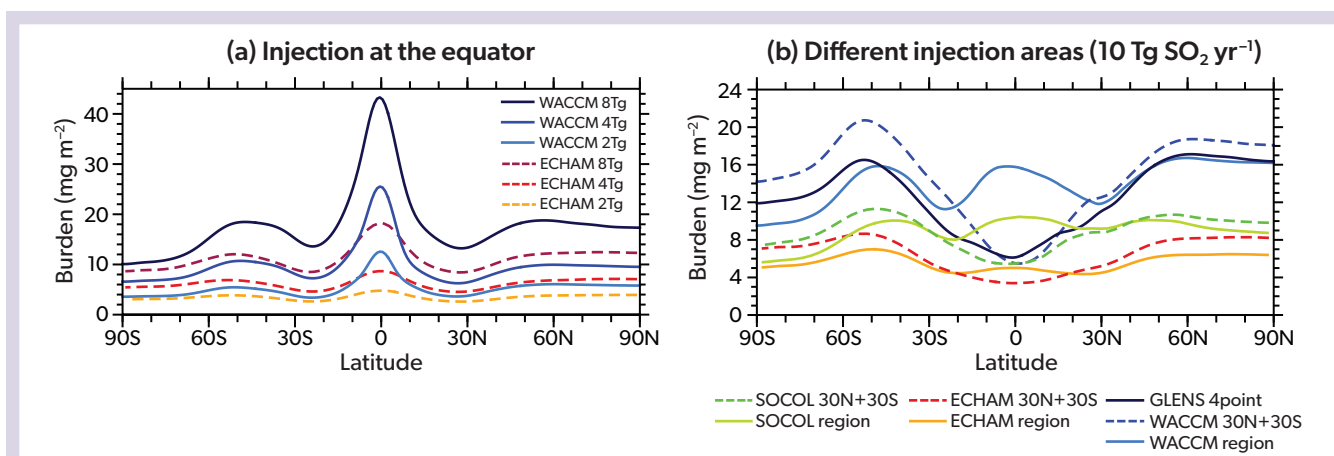 (a) Injection at the equator
Burden (mg m⁻²)
40
30
20
10
0
WACCM 8Tg
WACCM 4Tg
WACCM 2Tg
ECHAM 8Tg
ECHAM 4Tg
ECHAM 2Tg
90S 60S 30S 0 30N 60N 90N
Latitude
(b) Different injection areas (10 Tg SO₂ yr⁻¹)
Burden (mg m⁻²)
24
20
16
12
8
4
0
90S 60S 30S 0 30N 60N 90N
Latitude
SOCOL 30N+30S ECHAM 30N+30S GLENS 4point
SOCOL region ECHAM region WACCM 30N+30S
WACCM region